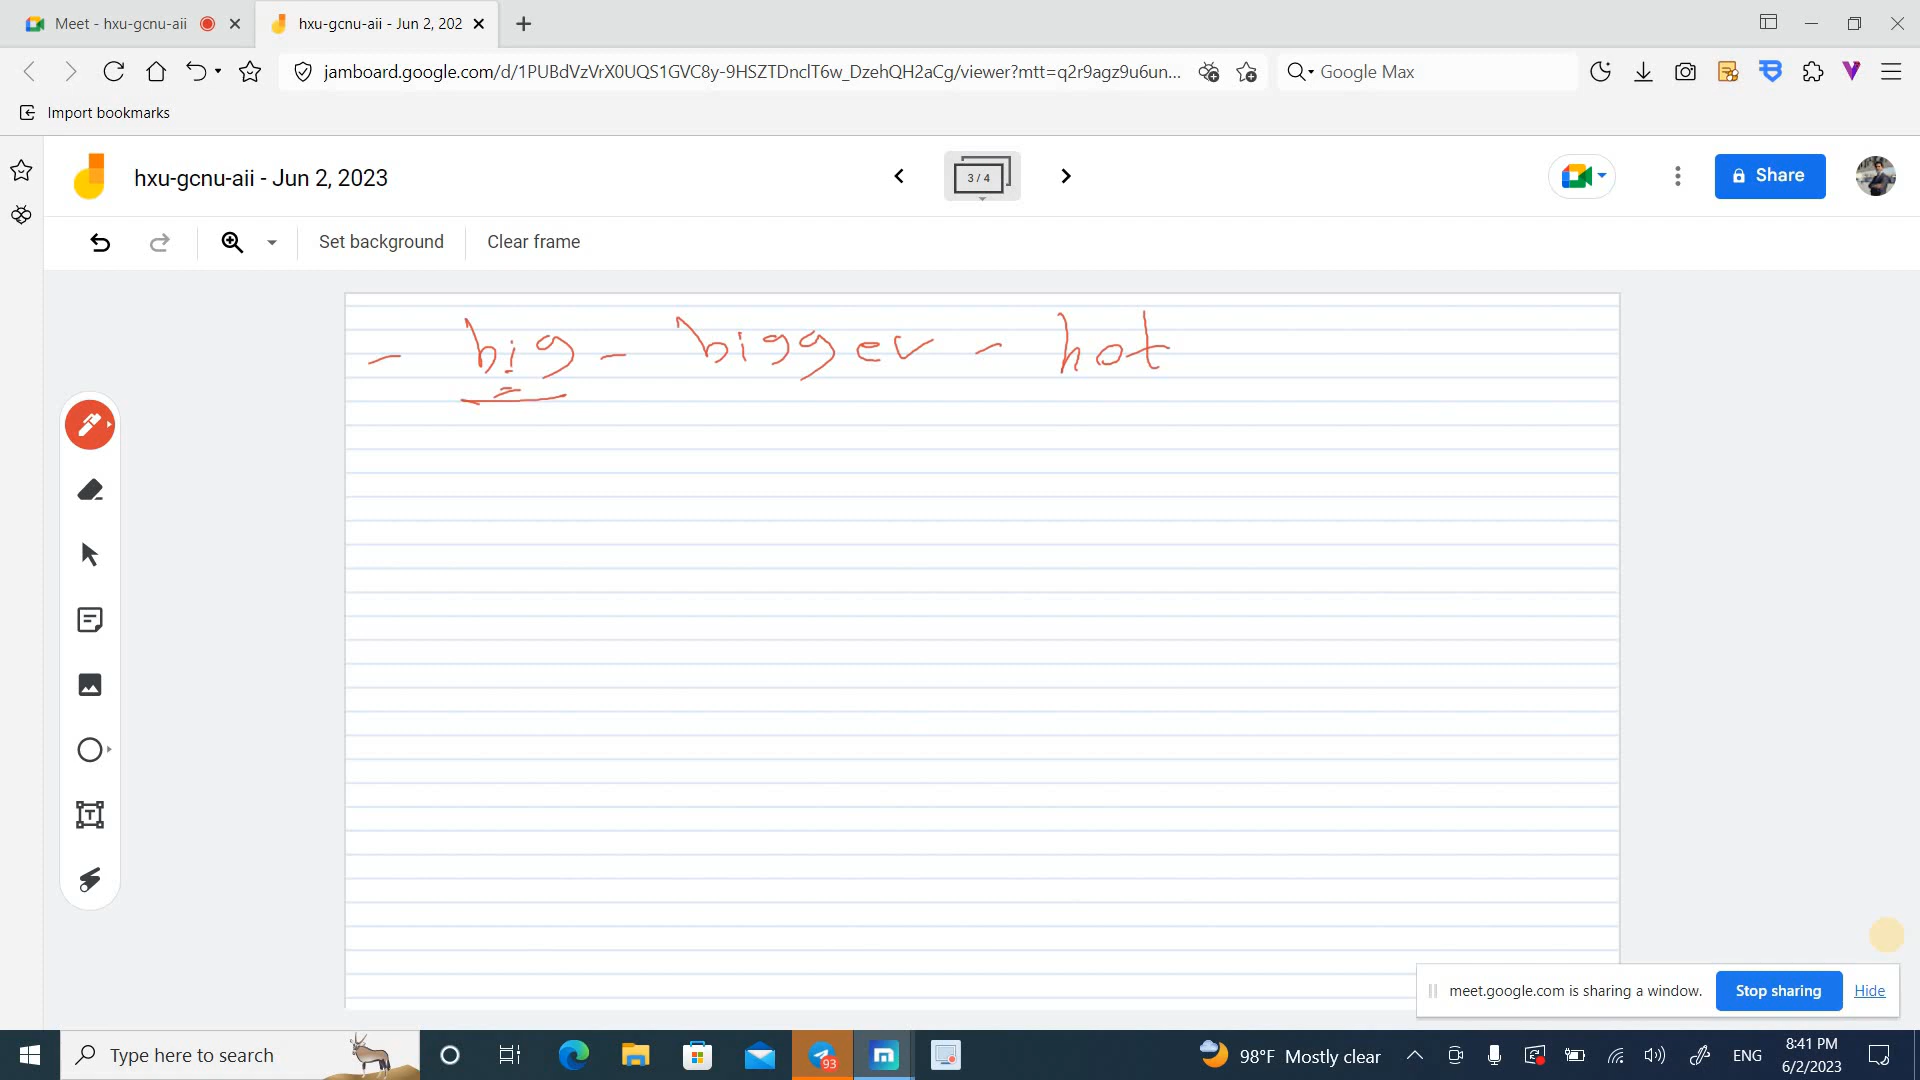 Meet - hxu-gcnu-aii
hxu-gcnu-aii - Jun 2, 202
jamboard.google.com/d/1PUBdVzVrX0UQS1GVC8y-9HSZTDnclT6w_DzehQH2aCg/viewer?mtt=q2r9agz9u6un...
Google Max
Import bookmarks
hxu-gcnu-aii - Jun 2, 2023
3 / 4
Share
Set background
Clear frame
- big - bigger - hot
meet.google.com is sharing a window.
Stop sharing
Hide
Type here to search
93
98°F Mostly clear
ENG
8:41 PM
6/2/2023